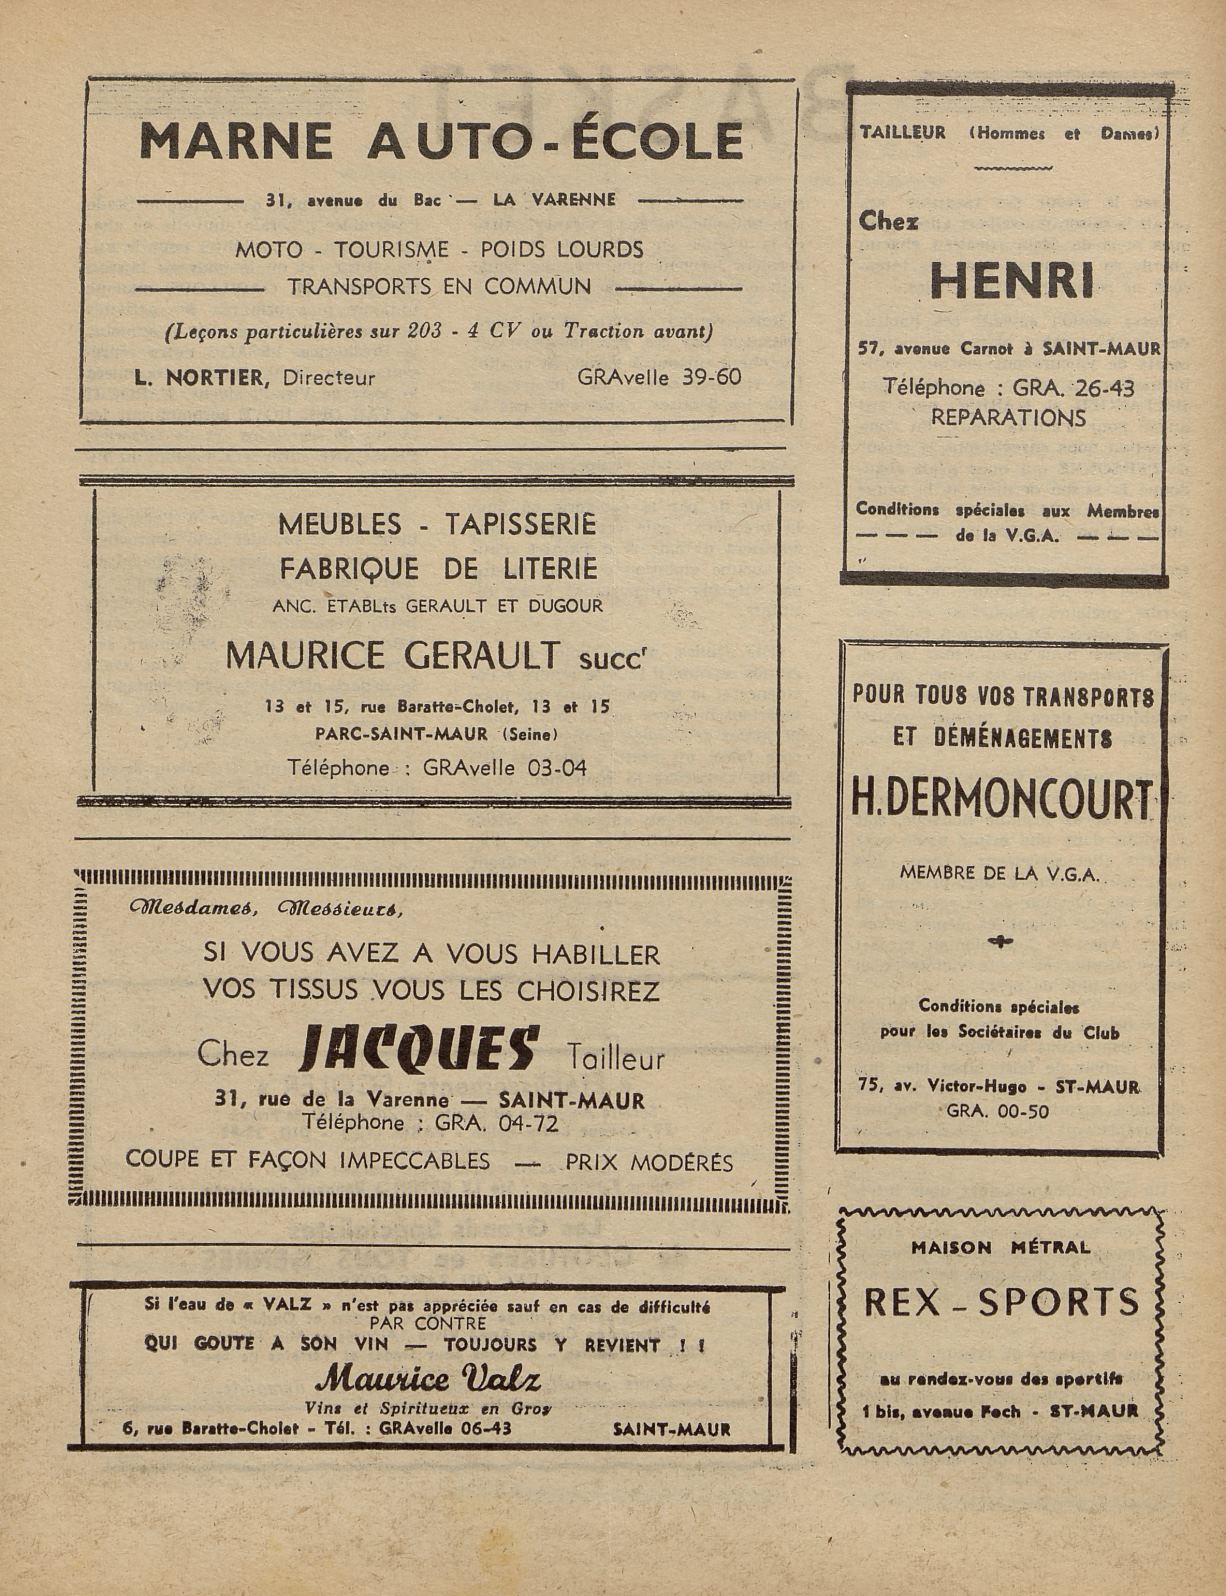 MARNE AUTO-ÉCOLE
31, avenue du Bac — LA VARENNE
MOTO - TOURISME - POIDS LOURDS
TRANSPORTS EN COMMUN
(Leçons particulières sur 203 - 4 CV ou Traction avant)
L. NORTIER, Directeur GRAvelle 39-60
MEUBLES - TAPISSERIE
FABRIQUE DE LITERIE
ANC. ETABLts GERAULT ET DUGOUR
MAURICE GERAULT succr
13 et 15, rue Baratte-Cholet, 13 et 15
PARC-SAINT-MAUR (Seine)
Téléphone : GRAvelle 03-04
Mesdames, Messieurs,
SI VOUS AVEZ A VOUS HABILLER
VOS TISSUS VOUS LES CHOISIREZ
Chez JACQUES Tailleur
31, rue de la Varenne — SAINT-MAUR
Téléphone : GRA. 04-72
COUPE ET FAÇON IMPECCABLES — PRIX MODÉRÉS
Si l'eau de « VALZ » n'est pas appréciée sauf en cas de difficulté
PAR CONTRE
QUI GOUTE A SON VIN — TOUJOURS Y REVIENT ! !
Maurice Valz
Vins et Spiritueux en Gros
6, rue Baratte-Cholet - Tél. : GRAvelle 06-43 SAINT-MAUR
TAILLEUR (Hommes et Dames)
Chez
HENRI
57, avenue Carnot à SAINT-MAUR
Téléphone : GRA. 26-43
REPARATIONS
Conditions spéciales aux Membres
— — — de la V.G.A. — — —
POUR TOUS VOS TRANSPORTS
ET DÉMÉNAGEMENTS
H. DERMONCOURT
MEMBRE DE LA V.G.A.
Conditions spéciales
pour les Sociétaires du Club
75, av. Victor-Hugo - ST-MAUR
GRA. 00-50
MAISON MÉTRAL
REX - SPORTS
au rendez-vous des sportifs
1 bis, avenue Foch - ST-MAUR